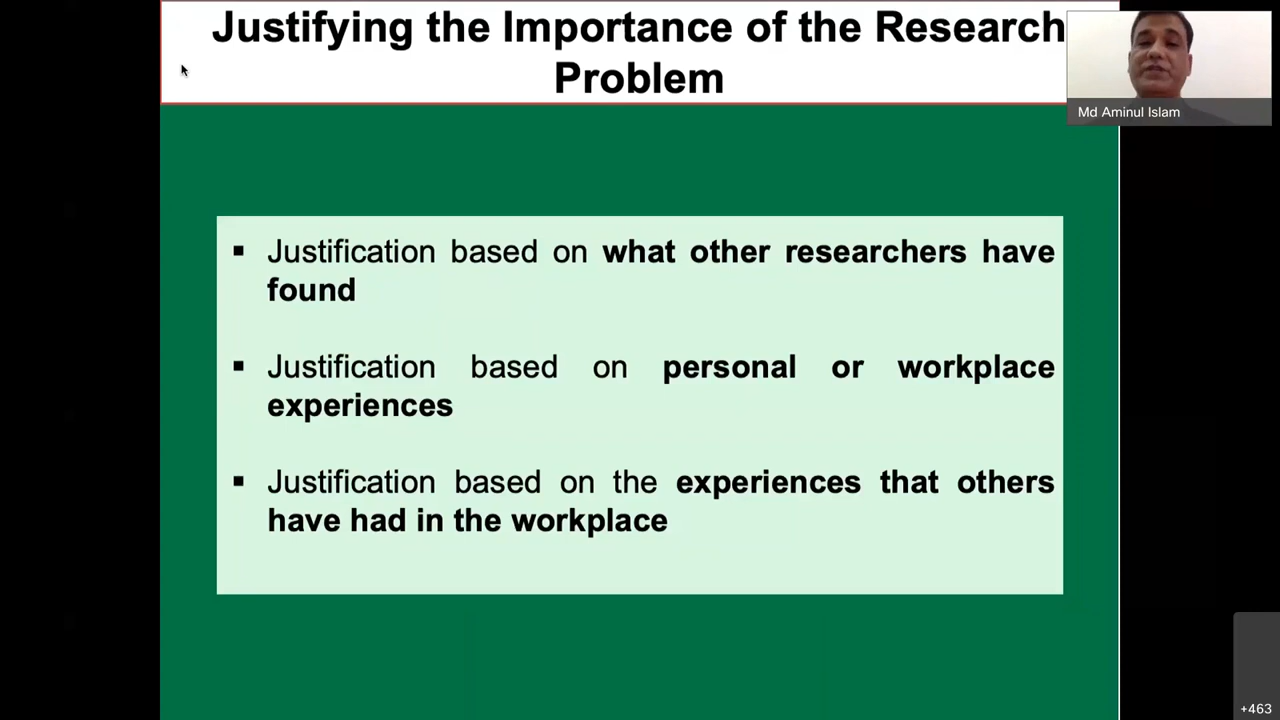 Justifying the Importance of the Research
Problem
Md Aminul Islam
▪ Justification based on what other researchers have
found
▪ Justification based on personal or workplace
experiences
▪ Justification based on the experiences that others
have had in the workplace
+463